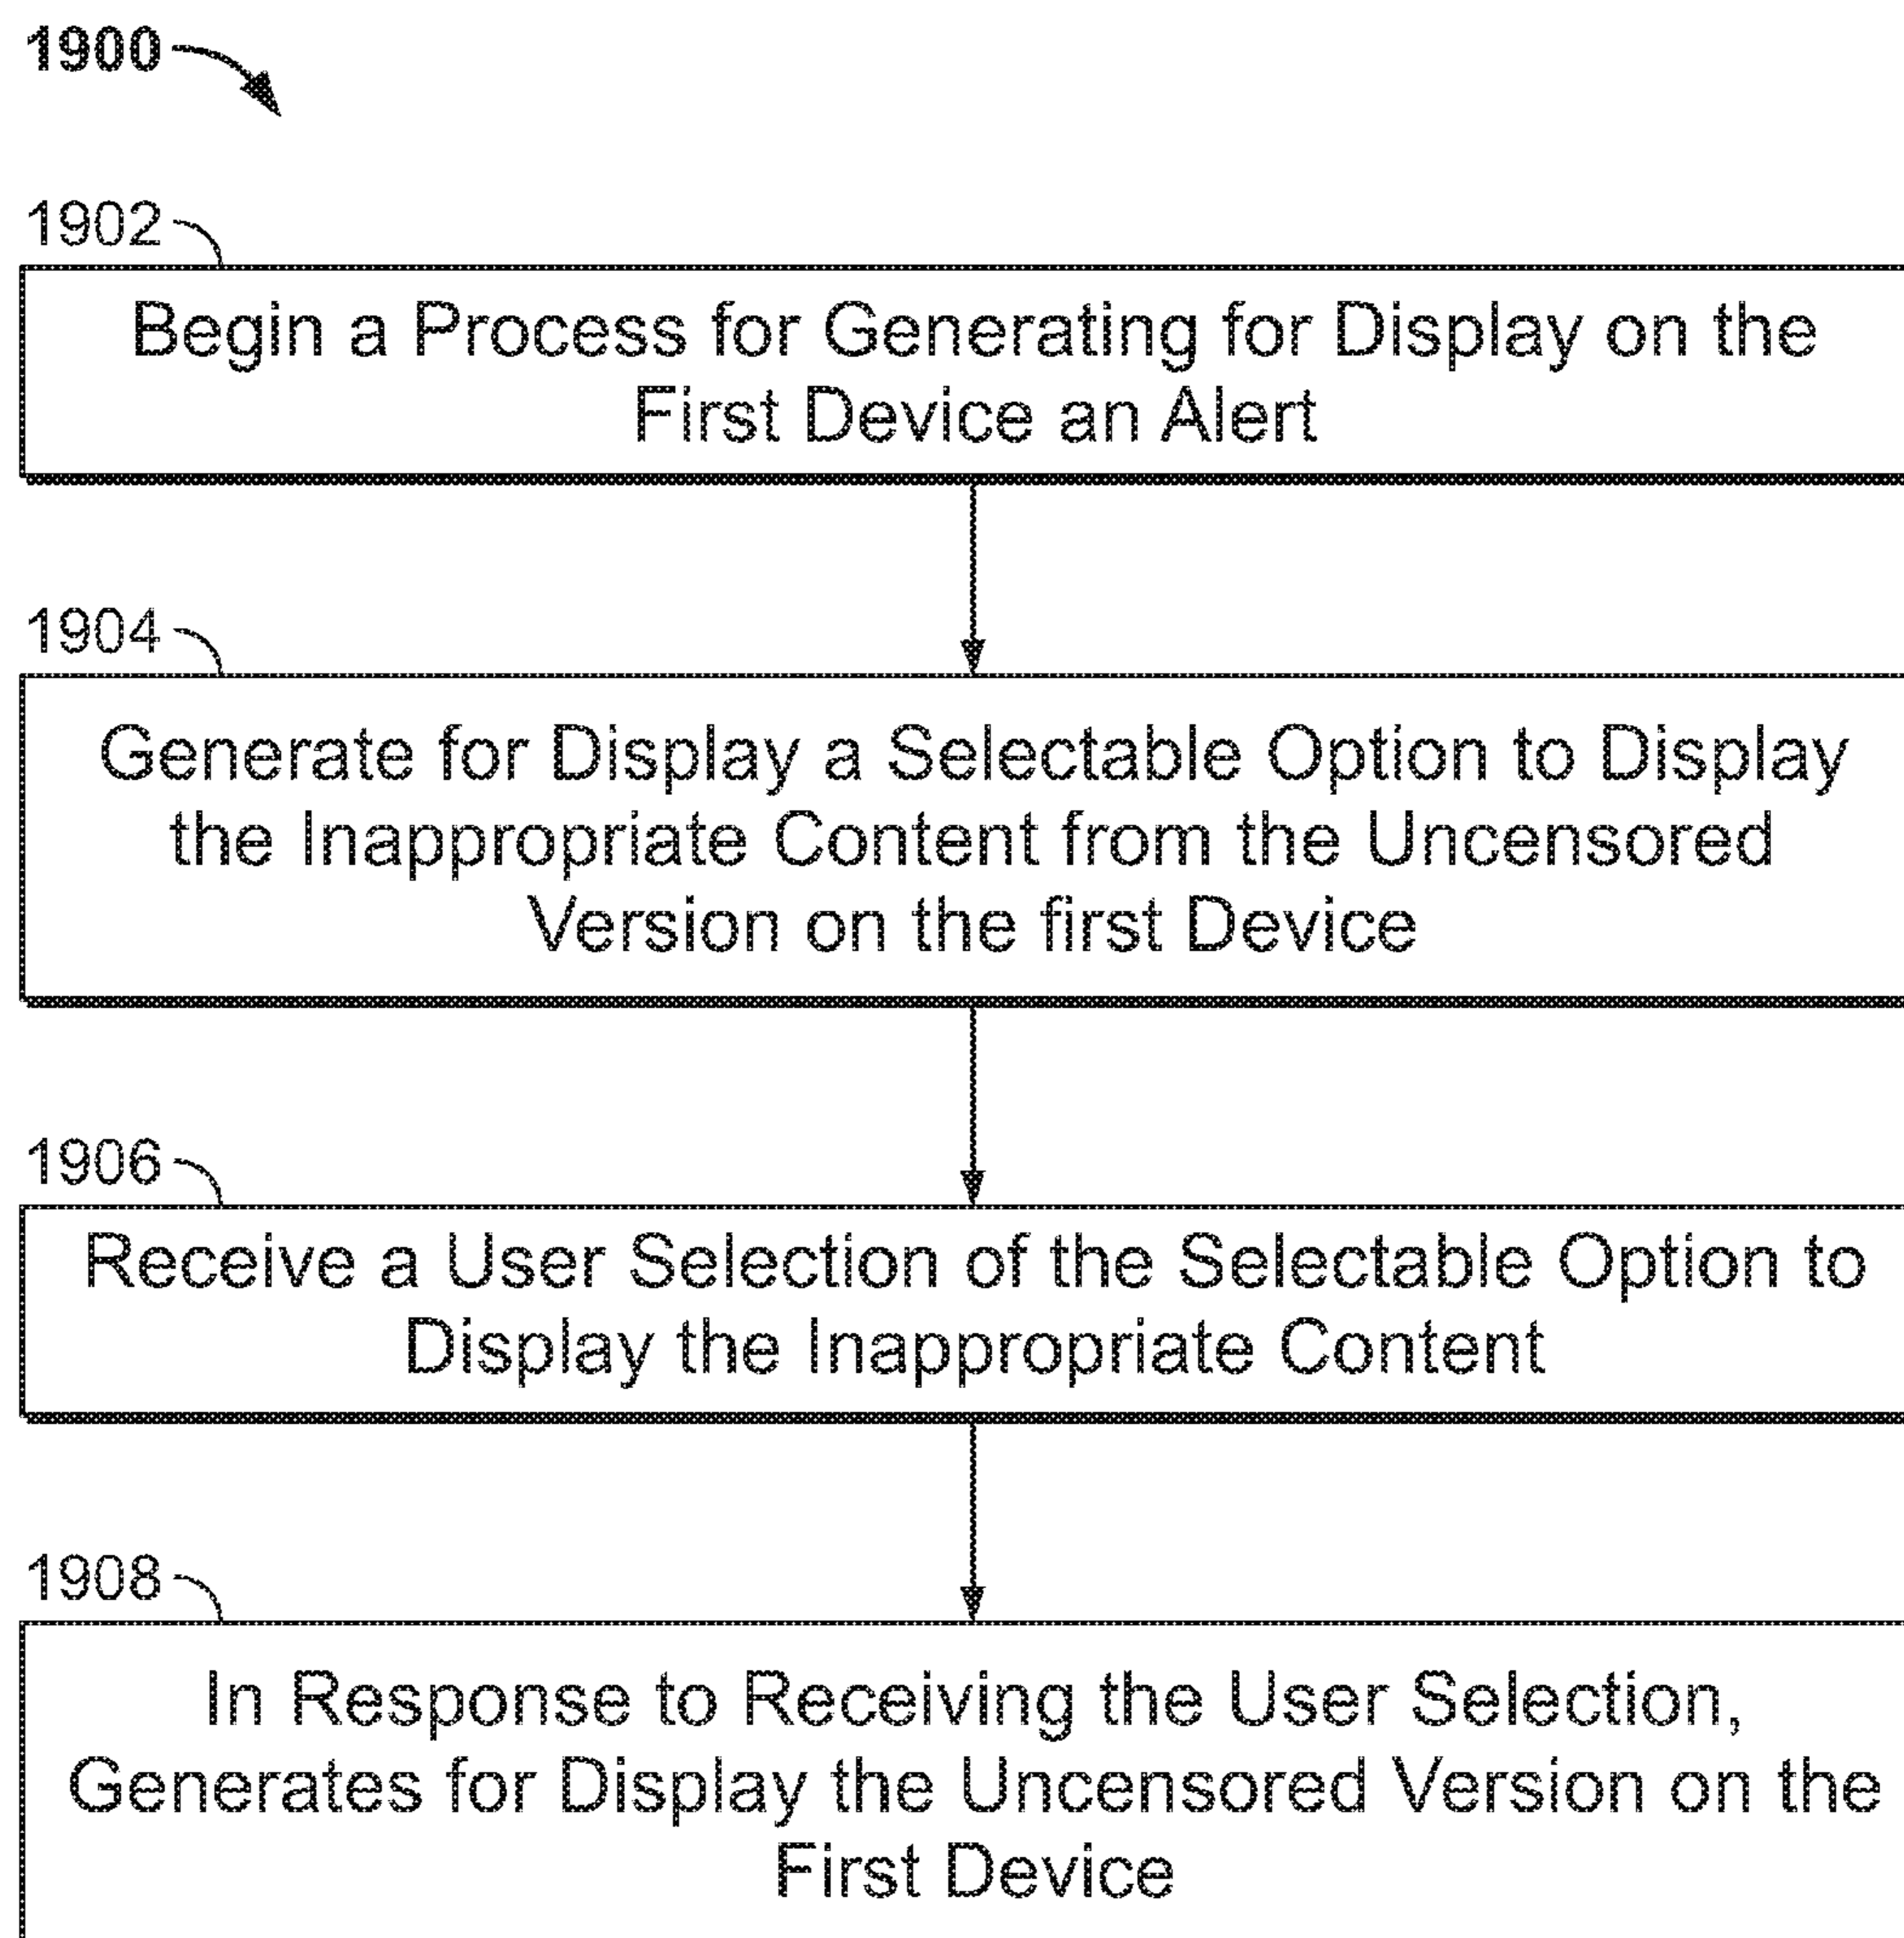 1900
1902
Begin a Process for Generating for Display on the
First Device an Alert
1904
Generate for Display a Selectable Option to Display
the Inappropriate Content from the Uncensored
Version on the first Device
1906
Receive a User Selection of the Selectable Option to
Display the Inappropriate Content
1908
In Response to Receiving the User Selection,
Generates for Display the Uncensored Version on the
First Device